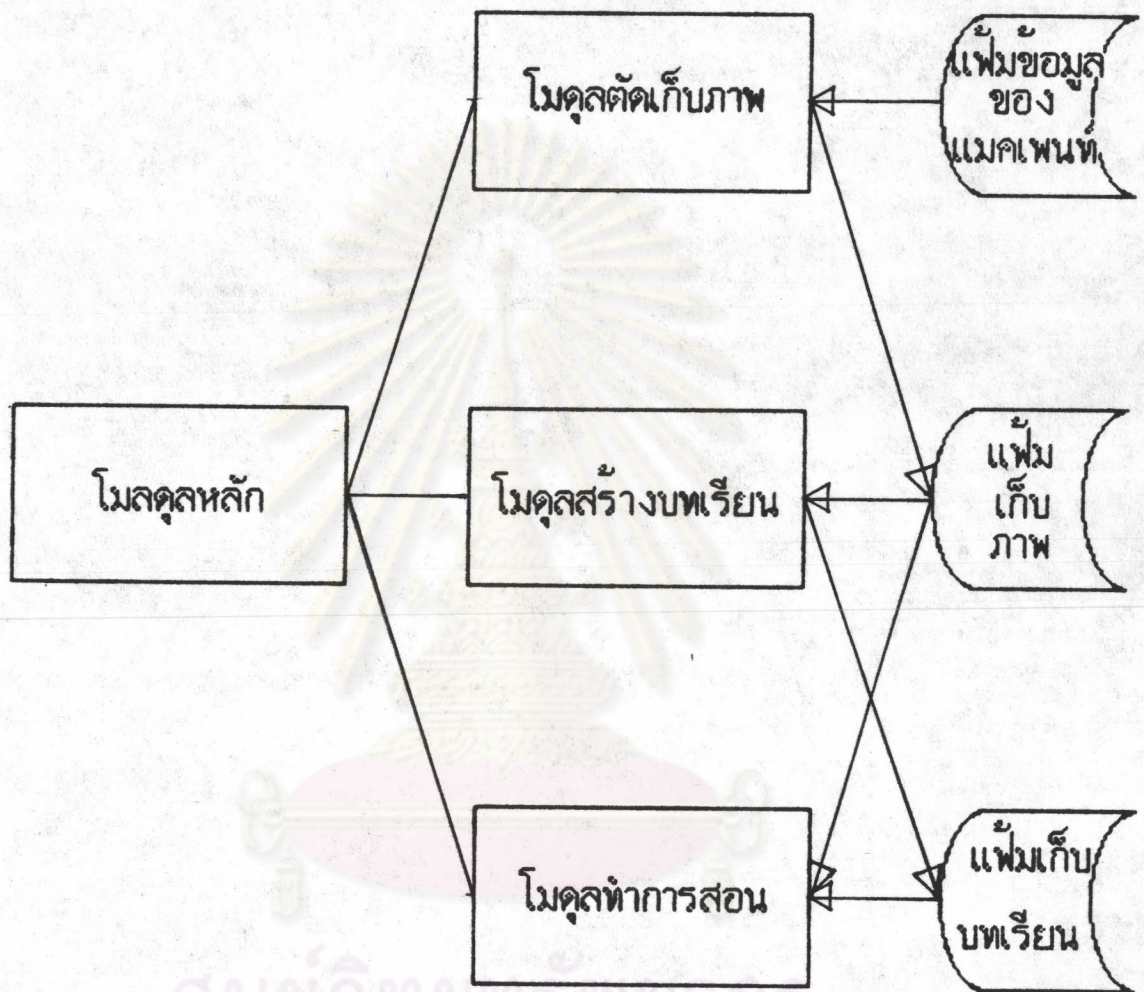 โมดุลตัดเก็บภาพ
แฟ้มข้อมูล
ของ
แมคเพนท์
โมลดุลหลัก
โมดุลสร้างบทเรียน
แฟ้ม
เก็บ
ภาพ
โมดุลทำการสอน
แฟ้มเก็บ
บทเรียน